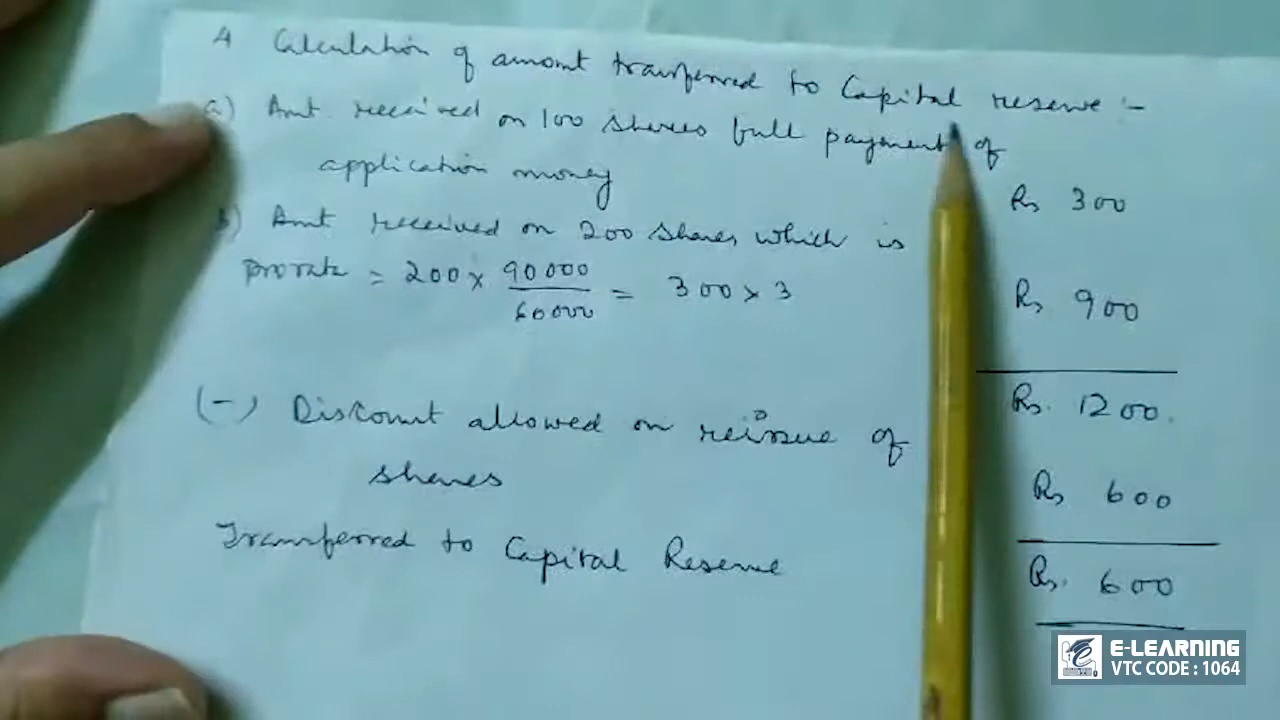 4 Calculation of amount transferred to Capital reserve :-
a) Amt. received on 100 shares full payment of
application money
Rs 300
b) Amt received on 200 shares which is
prorata = 200 × 90000 / 60000 = 300 × 3
Rs 900
Rs. 1200.
(-) Discount allowed on reissue of
shares
Rs 600
Transferred to Capital Reserve
Rs. 600
E-LEARNING
VTC CODE : 1064